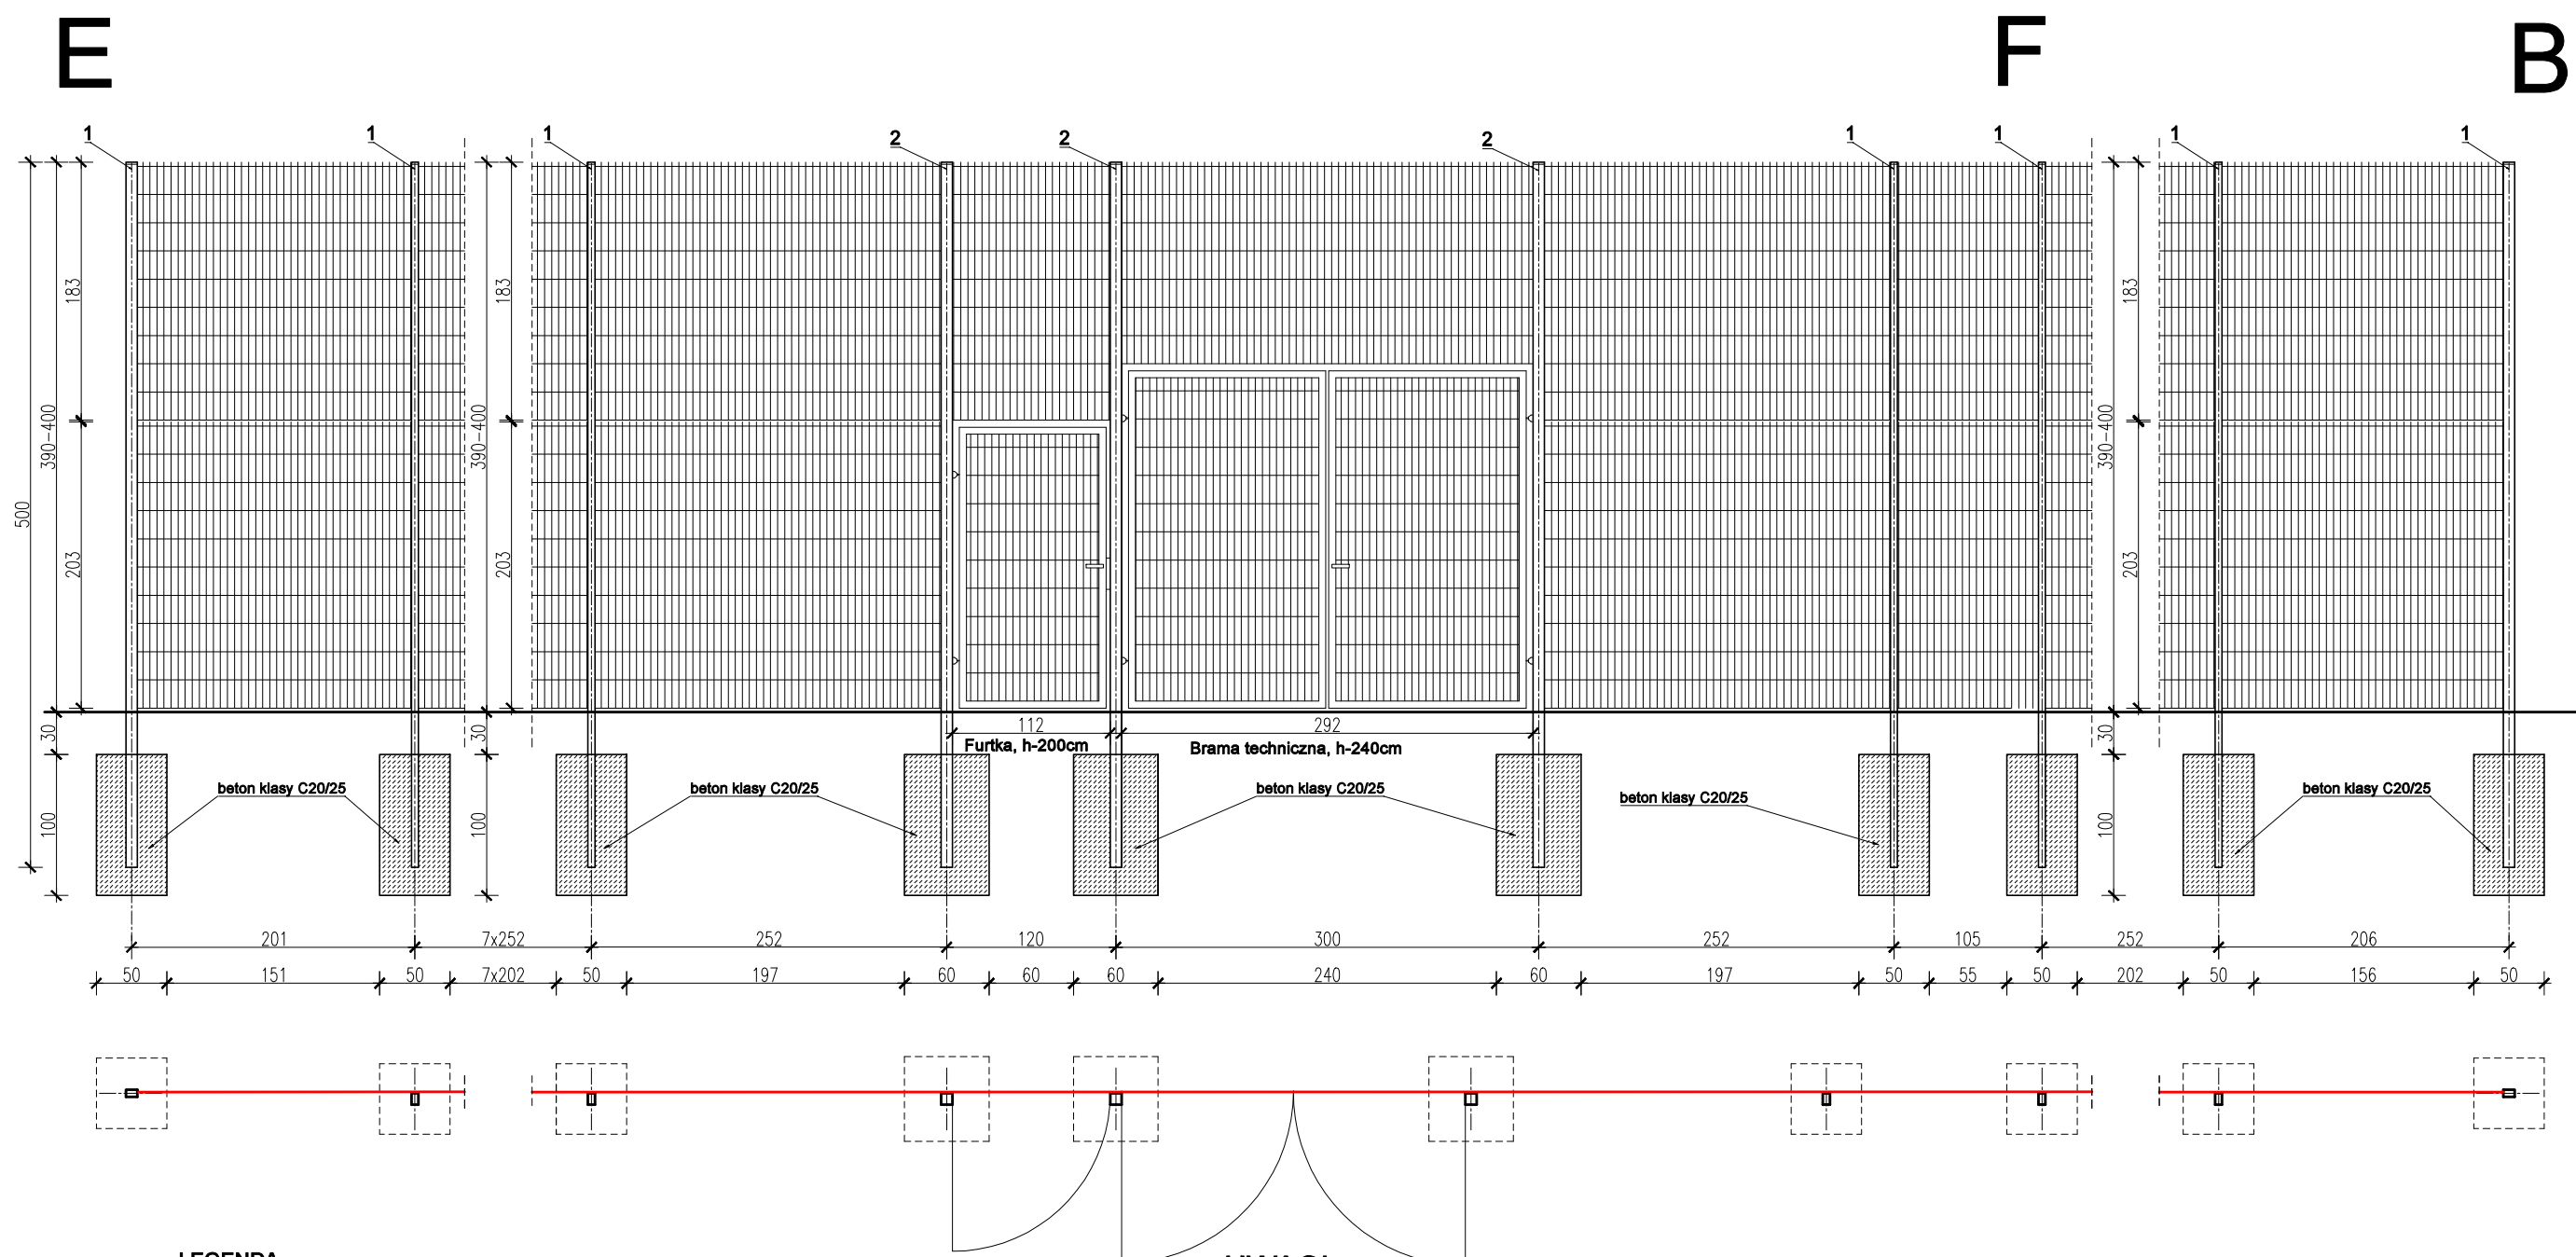 E F B
1 1 1 2 2 2 1 1 1 1
183 183 183
390-400 390-400 390-400
500
203 203 203
30 30 30
112 292
Furtka, h-200cm Brama techniczna, h-240cm
beton klasy C20/25 beton klasy C20/25 beton klasy C20/25 beton klasy C20/25 beton klasy C20/25
100 100 100
201 7x252 252 120 300 252 105 252 206
50 151 50 7x202 50 197 60 60 60 240 60 197 50 55 50 202 50 156 50